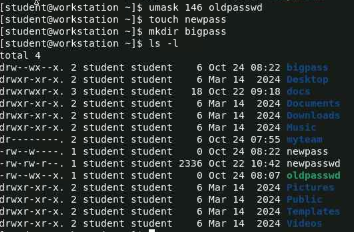 [student@workstation ~]$ umask 146 oldpasswd
[student@workstation ~]$ touch newpass
[student@workstation ~]$ mkdir bigpass
[student@workstation ~]$ ls -l
total 4
drw--wx--x. 2 student student 6 Oct 24 08:22 bigpass
drwxr-xr-x. 2 student student 6 Mar 14 2024 Desktop
drwxrwxr-x. 3 student student 18 Oct 22 09:18 docs
drwxr-xr-x. 2 student student 6 Mar 14 2024 Documents
drwxr-xr-x. 2 student student 6 Mar 14 2024 Downloads
drwxr-xr-x. 2 student student 6 Mar 14 2024 Music
dr--------. 2 student student 6 Oct 24 07:55 myteam
-rw--w----. 1 student student 0 Oct 24 08:22 newpass
-rw-rw-r--. 1 student student 2336 Oct 22 10:42 newpasswd
-rw--wx--x. 1 student student 0 Oct 24 08:07 oldpasswd
drwxr-xr-x. 2 student student 6 Mar 14 2024 Pictures
drwxr-xr-x. 2 student student 6 Mar 14 2024 Public
drwxr-xr-x. 2 student student 6 Mar 14 2024 Templates
drwxr-xr-x. 2 student student 6 Mar 14 2024 Videos